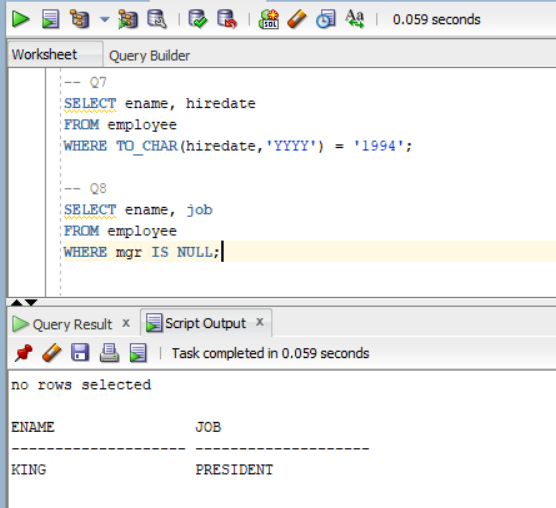 0.059 seconds
Worksheet Query Builder
-- Q7
SELECT ename, hiredate
FROM employee
WHERE TO_CHAR(hiredate,'YYYY') = '1994';
-- Q8
SELECT ename, job
FROM employee
WHERE mgr IS NULL;
Query Result x Script Output x
Task completed in 0.059 seconds
no rows selected
ENAME JOB
-------------------- --------------------
KING PRESIDENT